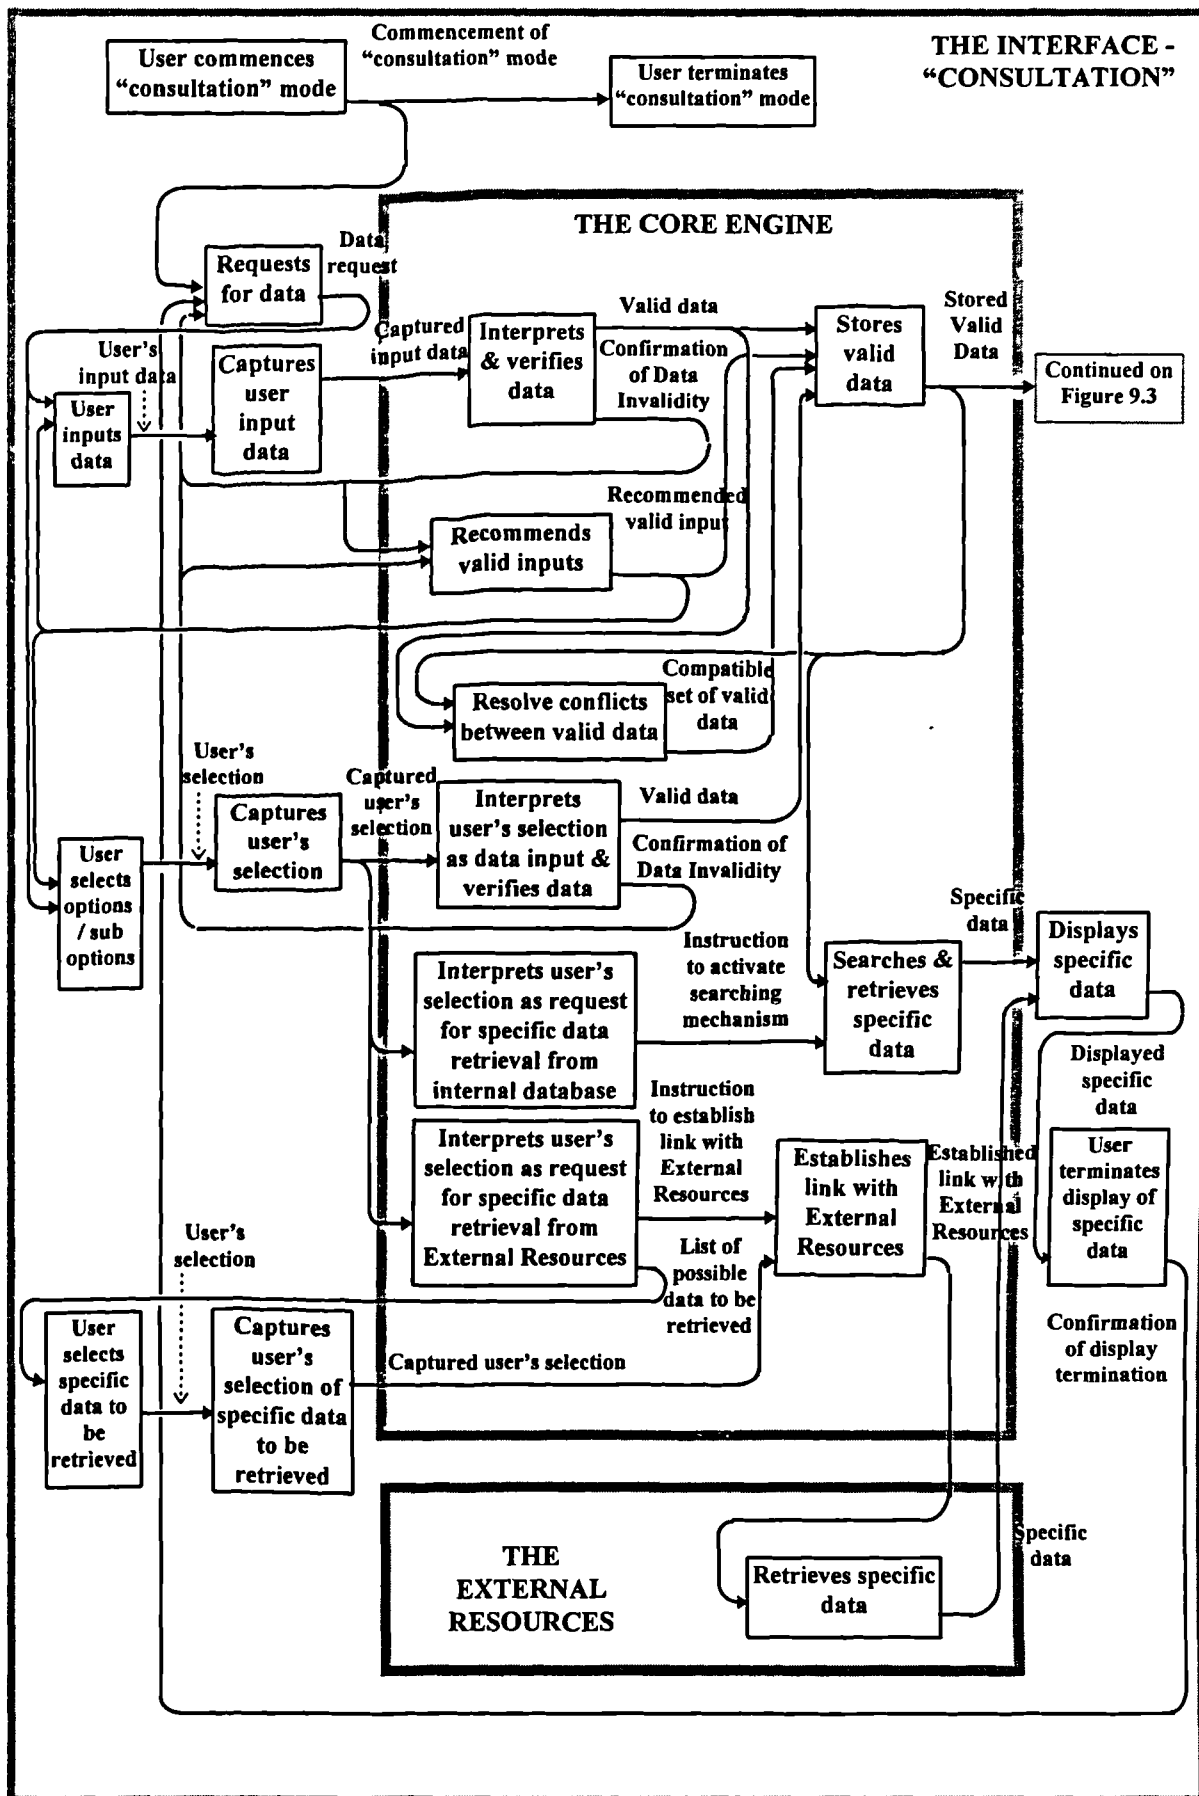 Commencement of
“consultation” mode
THE INTERFACE -
“CONSULTATION”
User commences
“consultation” mode
User terminates
“consultation” mode
THE CORE ENGINE
Data
request
Requests
for data
Valid data
Stored
Valid
Data
Captured
input data
Interprets
& verifies
data
Confirmation
of Data
Invalidity
Stores
valid
data
User's
input data
Captures
user
input
data
Continued on
Figure 9.3
User
inputs
data
Recommended
valid input
Recommends
valid inputs
Compatible
set of valid
data
Resolve conflicts
between valid data
User's
selection
Captured
user's
selection
Interprets
user's selection
as data input &
verifies data
Valid data
Captures
user's
selection
Confirmation of
Data Invalidity
User
selects
options
/ sub
options
Specific
data
Instruction
to activate
searching
mechanism
Displays
specific
data
Interprets user's
selection as request
for specific data
retrieval from
internal database
Searches &
retrieves
specific
data
Displayed
specific
data
Instruction
to establish
link with
External
Resources
Interprets user's
selection as request
for specific data
retrieval from
External Resources
Establishes
link with
External
Resources
Established
link with
External
Resources
User
terminates
display of
specific
data
User's
selection
List of
possible
data to be
retrieved
User
selects
specific
data to
be
retrieved
Captures
user's
selection of
specific data
to be
retrieved
Captured user's selection
Confirmation
of display
termination
THE
EXTERNAL
RESOURCES
Specific
data
Retrieves specific
data